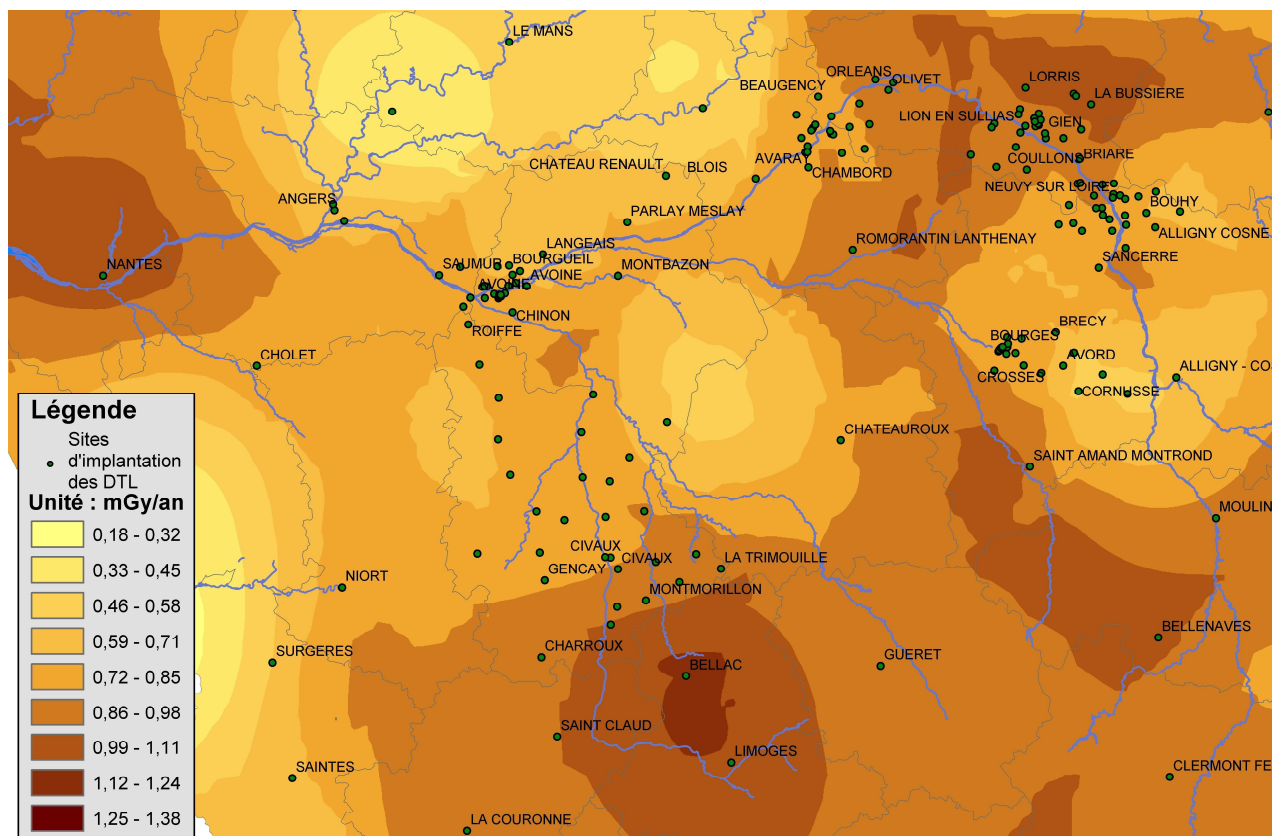 LE MANS
ORLEANS
OLIVET
BEAUGENCY
LORRIS
LA BUSSIERE
LION EN SULLIAS
GIEN
CHATEAU RENAULT
BLOIS
AVARAY
CHAMBORD
COULLONS
BRIARE
NEUVY SUR LOIRE
BOUHY
ANGERS
PARLAY MESLAY
ALLIGNY COSNE
LANGEAIS
ROMORANTIN LANTHENAY
SANCERRE
NANTES
SAUMUR
BOURGUEIL
AVOINE
AVOINE
MONTBAZON
CHINON
ROIFFE
BRECY
BOURGES
CHOLET
AVORD
CROSSES
CORNUSSE
ALLIGNY - CO
CHATEAUROUX
SAINT AMAND MONTROND
MOULIN
CIVAUX
CIVAUX
LA TRIMOUILLE
GENCAY
NIORT
MONTMORILLON
BELLENAVES
SURGERES
CHARROUX
BELLAC
GUERET
SAINT CLAUD
LIMOGES
SAINTES
CLERMONT FE
LA COURONNE
Légende
Sites
d'implantation
des DTL
Unité : mGy/an
0,18 - 0,32
0,33 - 0,45
0,46 - 0,58
0,59 - 0,71
0,72 - 0,85
0,86 - 0,98
0,99 - 1,11
1,12 - 1,24
1,25 - 1,38